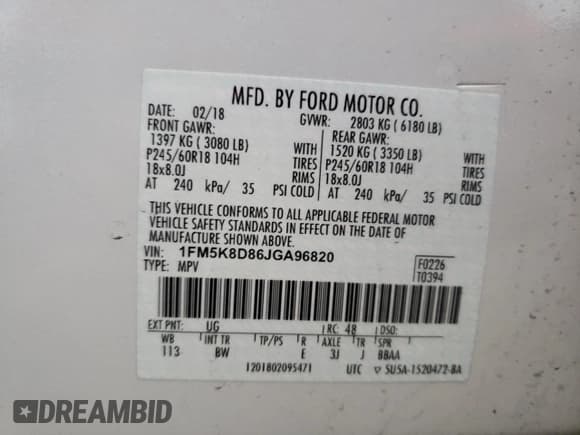 MFD. BY FORD MOTOR CO.
DATE: 02/18 GVWR: 2803 KG ( 6180 LB)
FRONT GAWR: REAR GAWR:
1397 KG ( 3080 LB) WITH 1520 KG ( 3350 LB) WITH
P245/60R18 104H TIRES P245/60R18 104H TIRES
18x8.0J RIMS 18x8.0J RIMS
AT 240 kPa/ 35 PSI COLD AT 240 kPa/ 35 PSI COLD
THIS VEHICLE CONFORMS TO ALL APPLICABLE FEDERAL MOTOR
VEHICLE SAFETY STANDARDS IN EFFECT ON THE DATE OF
MANUFACTURE SHOWN ABOVE.
VIN: 1FM5K8D86JGA96820
TYPE: MPV
F0226
T0394
EXT PNT: UG RC: 48 DSO:
WB INT TR TP/PS R AXLE TR SPR
113 BW E 3J J BBAA
1201802095471 UTC ▽ 5U5A-1520472-BA
DREAMBID